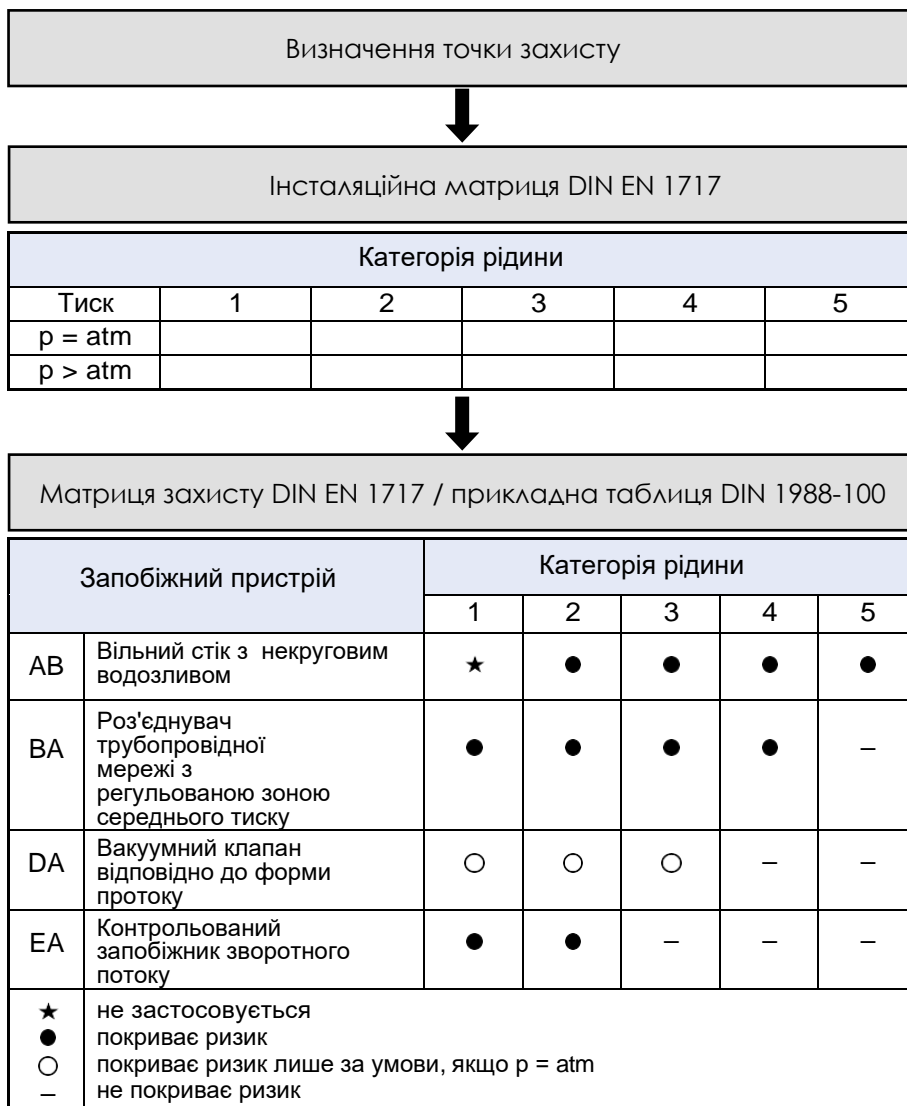 Визначення точки захисту
Інсталяційна матриця DIN EN 1717
Категорія рідини
Тиск 1 2 3 4 5
p = atm
p > atm
Матриця захисту DIN EN 1717 / прикладна таблиця DIN 1988-100
Запобіжний пристрій
Категорія рідини
1 2 3 4 5
AB
Вільний стік з некруговим
водозливом
★ ● ● ● ●
BA
Роз'єднувач
трубопровідної
мережі з
регульованою зоною
середнього тиску
● ● ● ● –
DA
Вакуумний клапан
відповідно до форми
протоку
○ ○ ○ – –
EA
Контрольований
запобіжник зворотного
потоку
● ● – – –
★ не застосовується
● покриває ризик
○ покриває ризик лише за умови, якщо p = atm
– не покриває ризик